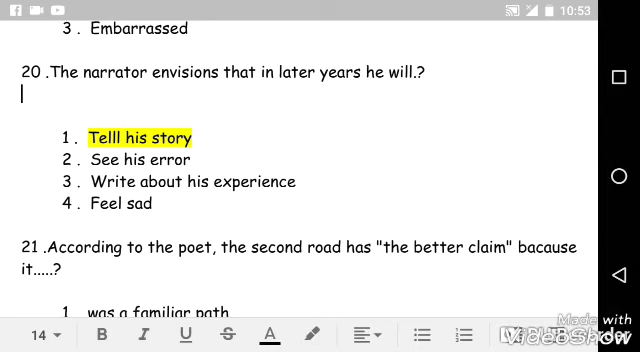 10:53
3 . Embarrassed
20 .The narrator envisions that in later years he will.?
1 . Telll his story
2 . See his error
3 . Write about his experience
4 . Feel sad
21 .According to the poet, the second road has "the better claim" bacause
it.....?
1 was a familiar path
Made with
VideoShow
14 B I U S A